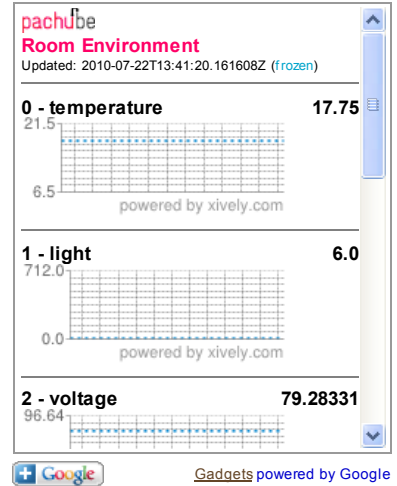 pachube
Room Environment
Updated: 2010-07-22T13:41:20.161608Z (frozen)
0 - temperature 17.75
21.5
6.5
powered by xively.com
1 - light 6.0
712.0
0.0
powered by xively.com
2 - voltage 79.28331
96.64
+ Google
Gadgets powered by Google